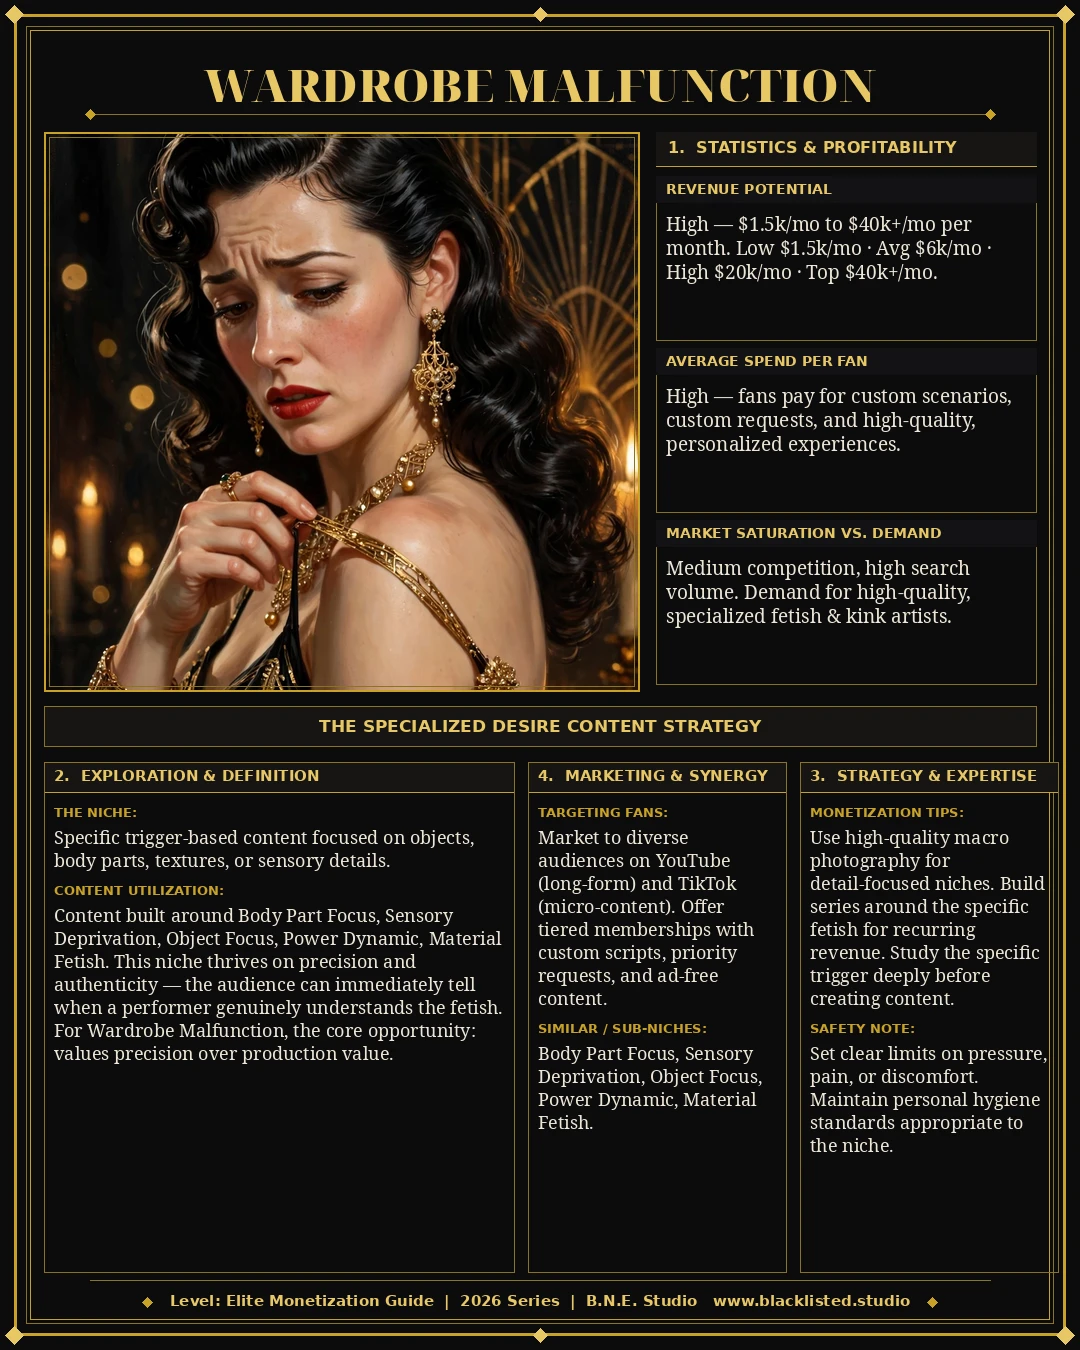 WARDROBE MALFUNCTION
1. STATISTICS & PROFITABILITY
REVENUE POTENTIAL
High — $1.5k/mo to $40k+/mo per
month. Low $1.5k/mo · Avg $6k/mo ·
High $20k/mo · Top $40k+/mo.
AVERAGE SPEND PER FAN
High — fans pay for custom scenarios,
custom requests, and high-quality,
personalized experiences.
MARKET SATURATION VS. DEMAND
Medium competition, high search
volume. Demand for high-quality,
specialized fetish & kink artists.
THE SPECIALIZED DESIRE CONTENT STRATEGY
2. EXPLORATION & DEFINITION
THE NICHE:
Specific trigger-based content focused on objects,
body parts, textures, or sensory details.
CONTENT UTILIZATION:
Content built around Body Part Focus, Sensory
Deprivation, Object Focus, Power Dynamic, Material
Fetish. This niche thrives on precision and
authenticity — the audience can immediately tell
when a performer genuinely understands the fetish.
For Wardrobe Malfunction, the core opportunity:
values precision over production value.
4. MARKETING & SYNERGY
TARGETING FANS:
Market to diverse
audiences on YouTube
(long-form) and TikTok
(micro-content). Offer
tiered memberships with
custom scripts, priority
requests, and ad-free
content.
SIMILAR / SUB-NICHES:
Body Part Focus, Sensory
Deprivation, Object Focus,
Power Dynamic, Material
Fetish.
3. STRATEGY & EXPERTISE
MONETIZATION TIPS:
Use high-quality macro
photography for
detail-focused niches. Build
series around the specific
fetish for recurring
revenue. Study the specific
trigger deeply before
creating content.
SAFETY NOTE:
Set clear limits on pressure,
pain, or discomfort.
Maintain personal hygiene
standards appropriate to
the niche.
Level: Elite Monetization Guide | 2026 Series | B.N.E. Studio www.blacklisted.studio